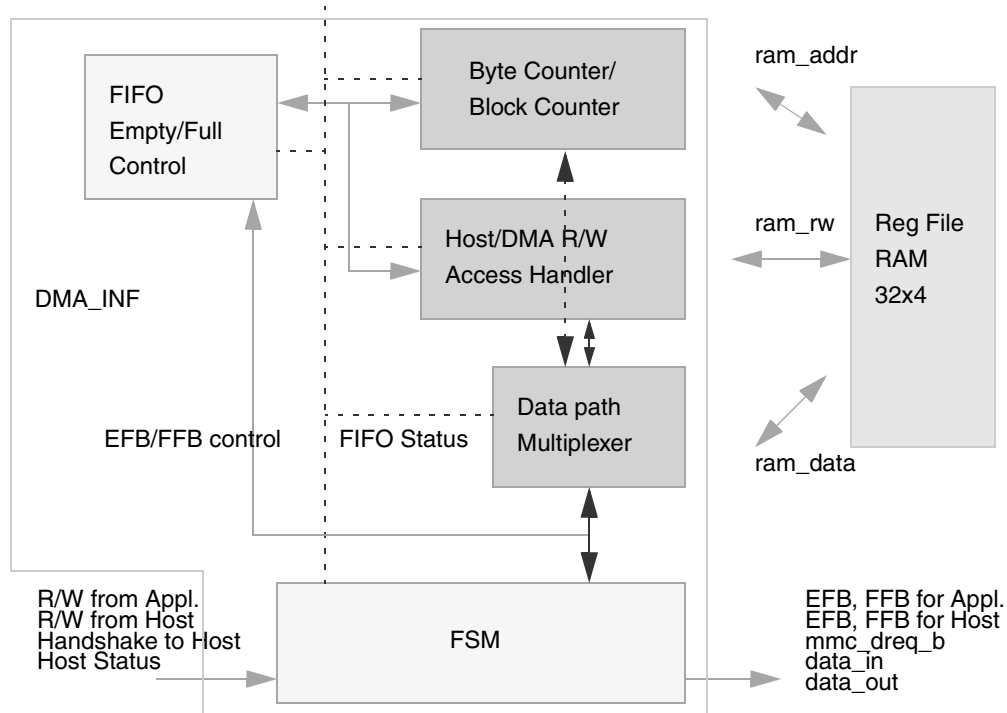 Byte Counter/
Block Counter
ram_addr
FIFO
Empty/Full
Control
Host/DMA R/W
Access Handler
ram_rw
Reg File
RAM
32x4
DMA_INF
Data path
Multiplexer
EFB/FFB control
FIFO Status
ram_data
R/W from Appl.
R/W from Host
Handshake to Host
Host Status
FSM
EFB, FFB for Appl.
EFB, FFB for Host
mmc_dreq_b
data_in
data_out